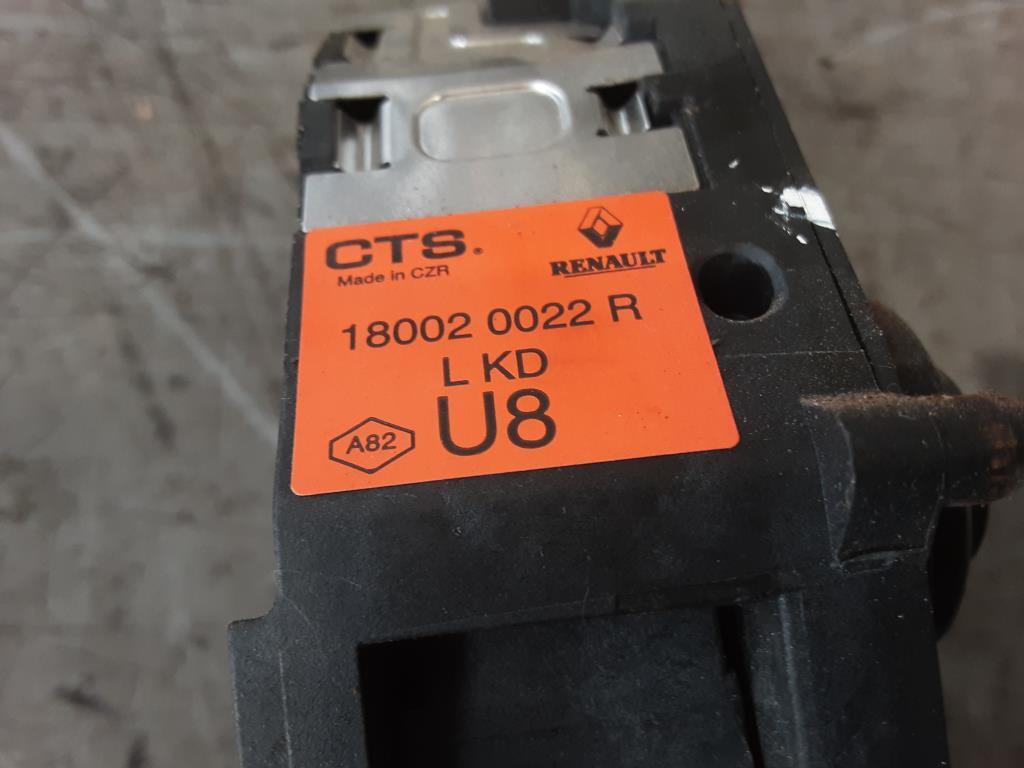 CTS.
Made in CZR
RENAULT
18002 0022 R
L KD
A82
U8